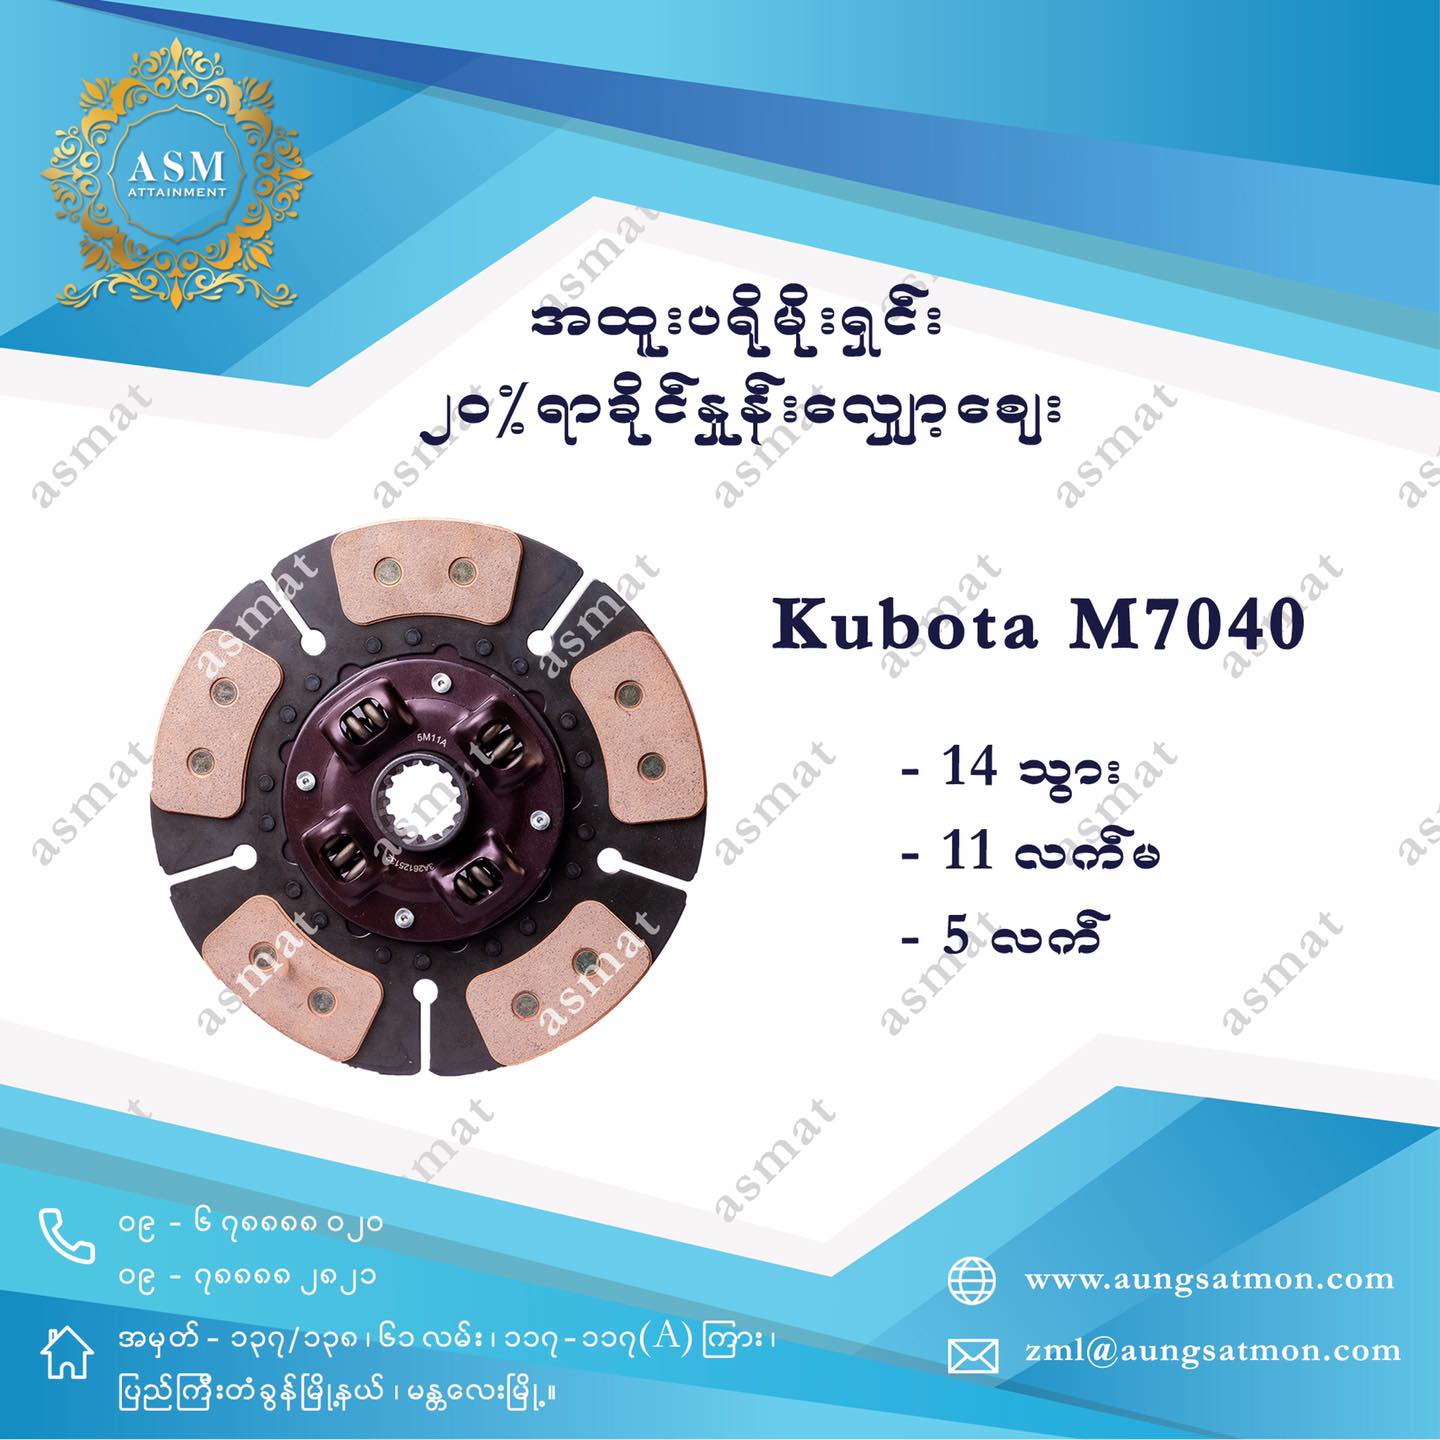 ASM
ATTAINMENT
အထူးပရိုမိုးရှင်း
၂၀% ရာခိုင်နှုန်းလျှော့ဈေး
Kubota M7040
- 14 သွား
- 11 လက်မ
- 5 လက်
5M11A
3A26125132
၀၉ - ၆၇၈၈၈၈၀၂၀
၀၉ - ၇၈၈၈၈၂၈၂၁
အမှတ် - ၁၃၇/၁၃၈ ၊ ၆၁ လမ်း ၊ ၁၁၇ - ၁၁၇(A) ကြား ၊
ပြည်ကြီးတံခွန်မြို့နယ် ၊ မန္တလေးမြို့။
www.aungsatmon.com
zml@aungsatmon.com
asmat